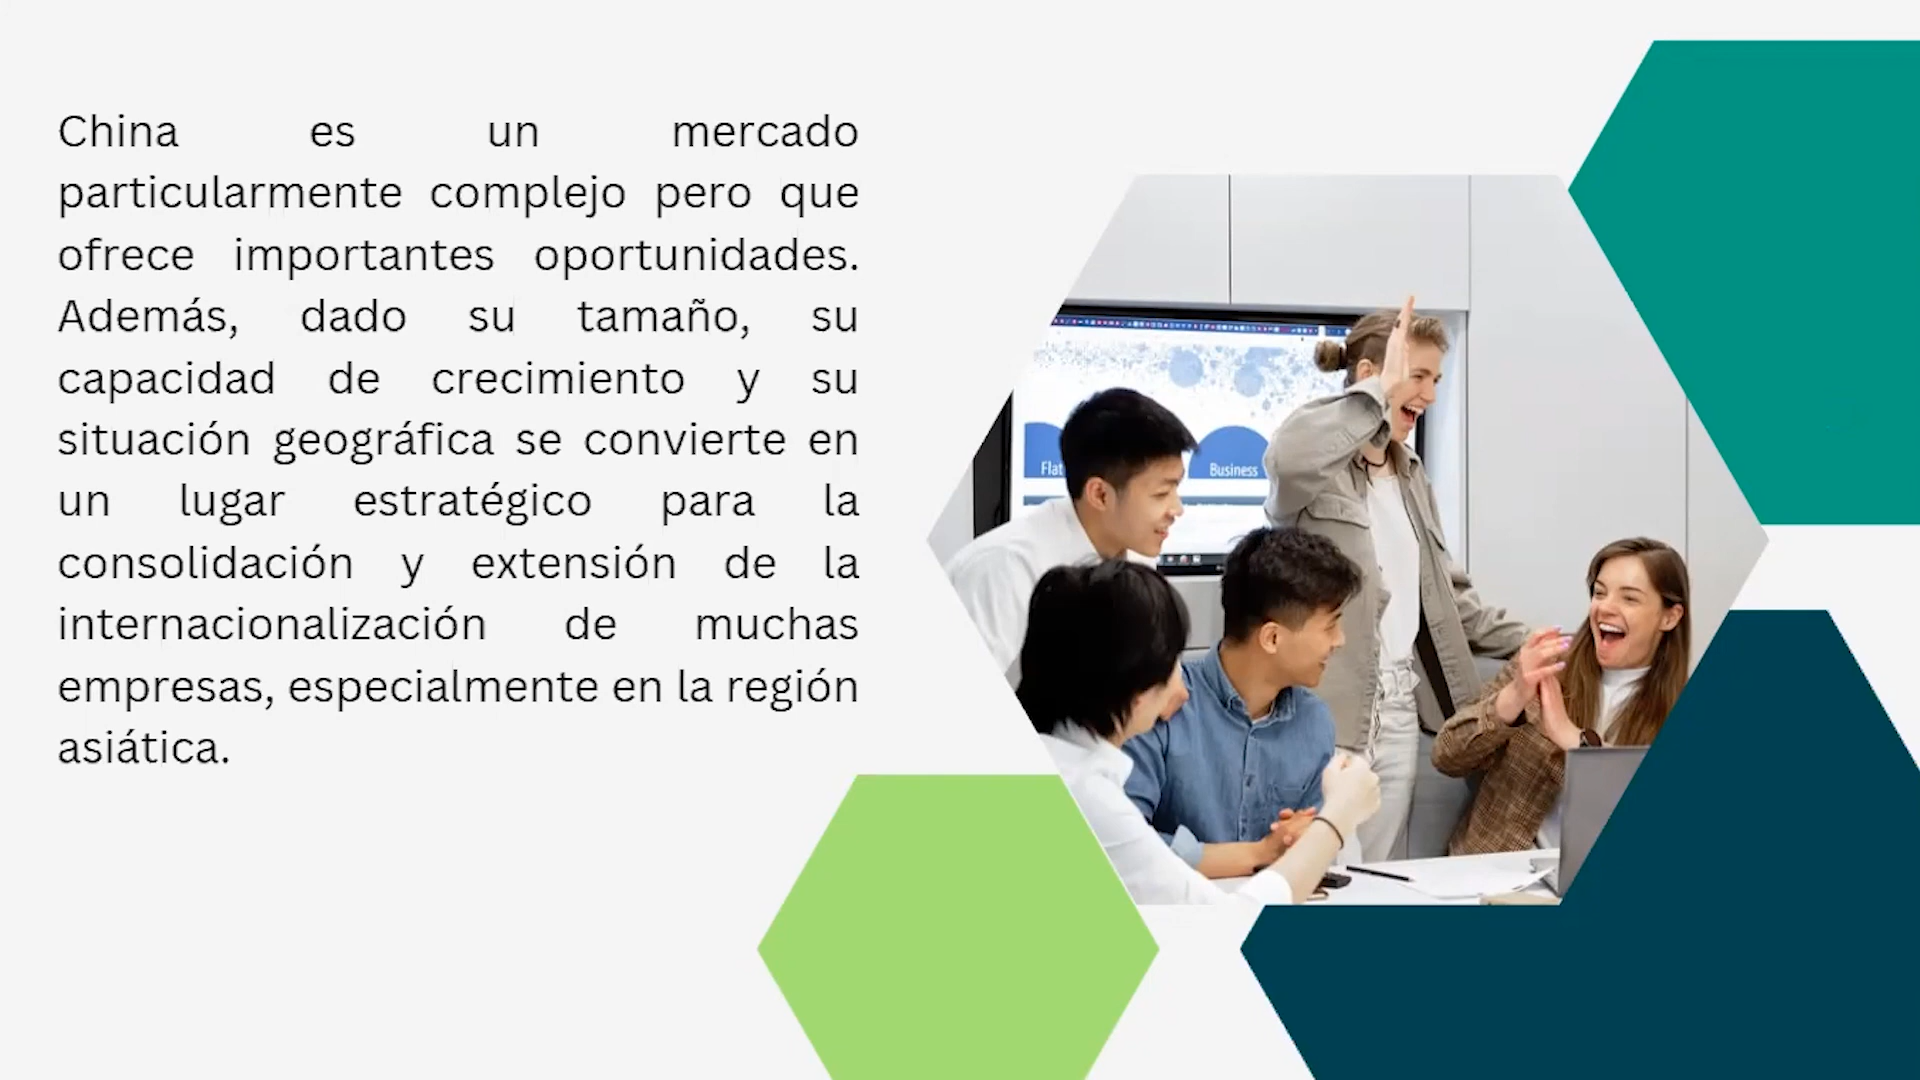 China es un mercado
particularmente complejo pero que
ofrece importantes oportunidades.
Además, dado su tamaño, su
capacidad de crecimiento y su
situación geográfica se convierte en
un lugar estratégico para la
consolidación y extensión de la
internacionalización de muchas
empresas, especialmente en la región
asiática.
Flat
Business